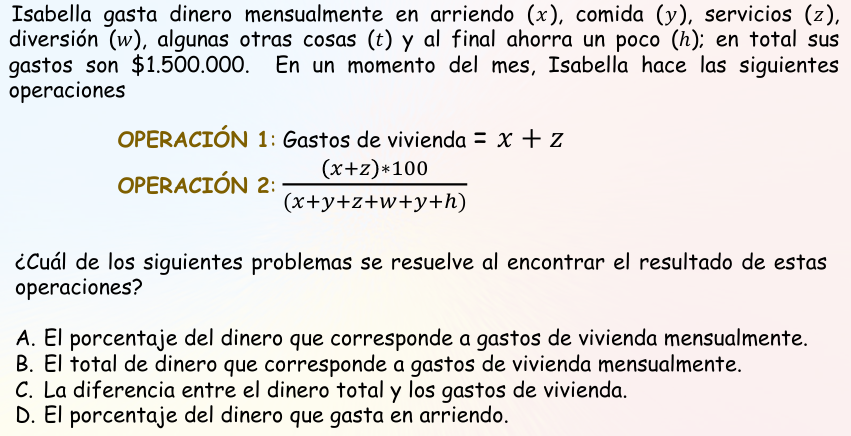 Isabella gasta dinero mensualmente en arriendo (x), comida (y), servicios (z),
diversión (w), algunas otras cosas (t) y al final ahorra un poco (h); en total sus
gastos son $1.500.000. En un momento del mes, Isabella hace las siguientes
operaciones
OPERACIÓN 1: Gastos de vivienda = x + z
OPERACIÓN 2: (x+z)∗100
(x+y+z+w+y+h)
¿Cuál de los siguientes problemas se resuelve al encontrar el resultado de estas
operaciones?
A. El porcentaje del dinero que corresponde a gastos de vivienda mensualmente.
B. El total de dinero que corresponde a gastos de vivienda mensualmente.
C. La diferencia entre el dinero total y los gastos de vivienda.
D. El porcentaje del dinero que gasta en arriendo.